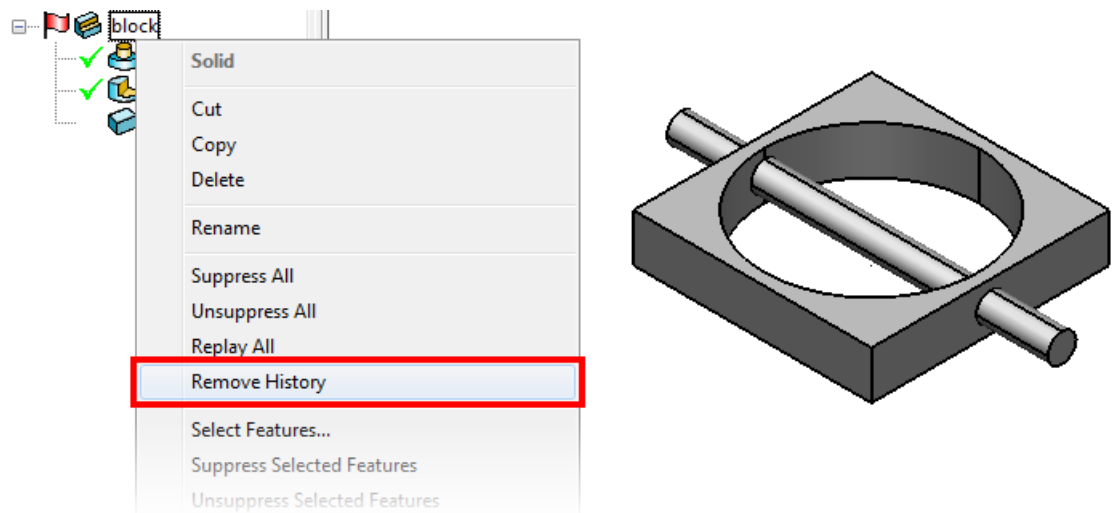 block
Solid
Cut
Copy
Delete
Rename
Suppress All
Unsuppress All
Replay All
Remove History
Select Features...
Suppress Selected Features
Unsuppress Selected Features